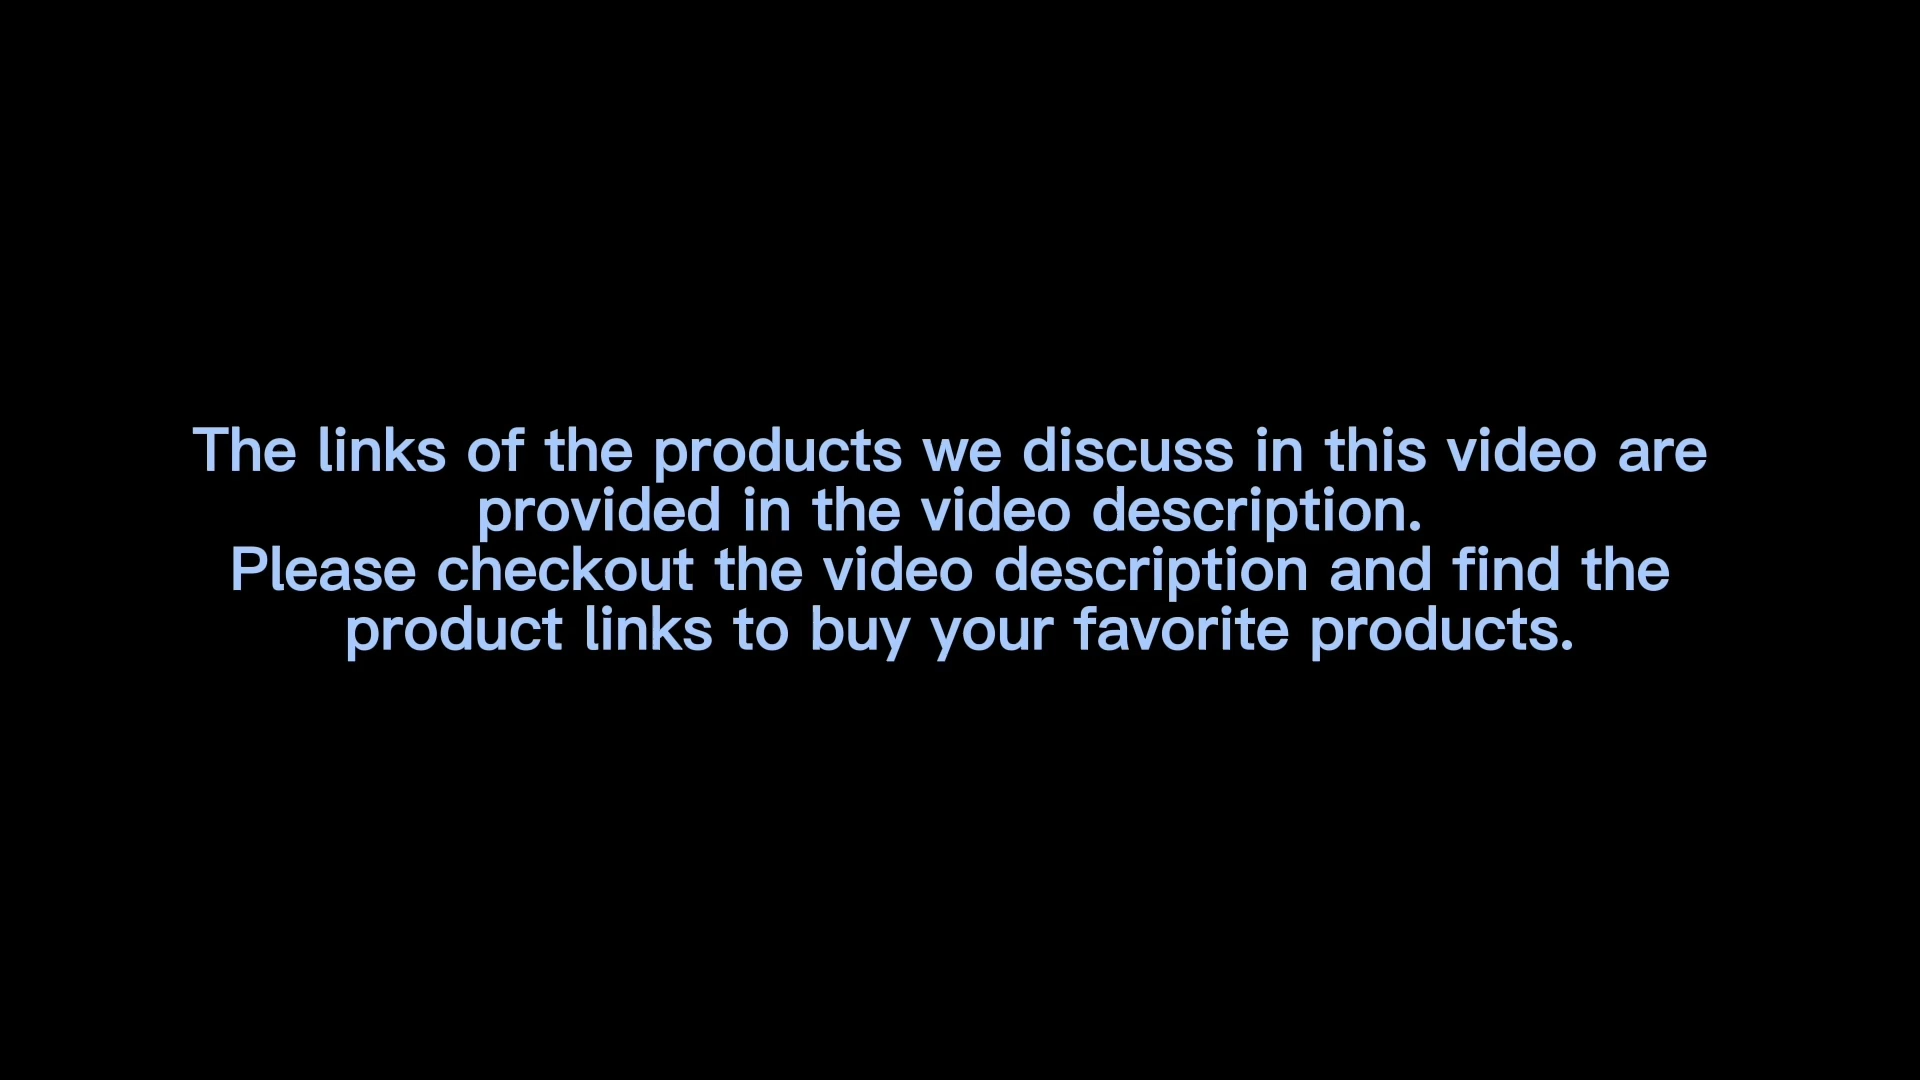 The links of the products we discuss in this video are
provided in the video description.
Please checkout the video description and find the
product links to buy your favorite products.